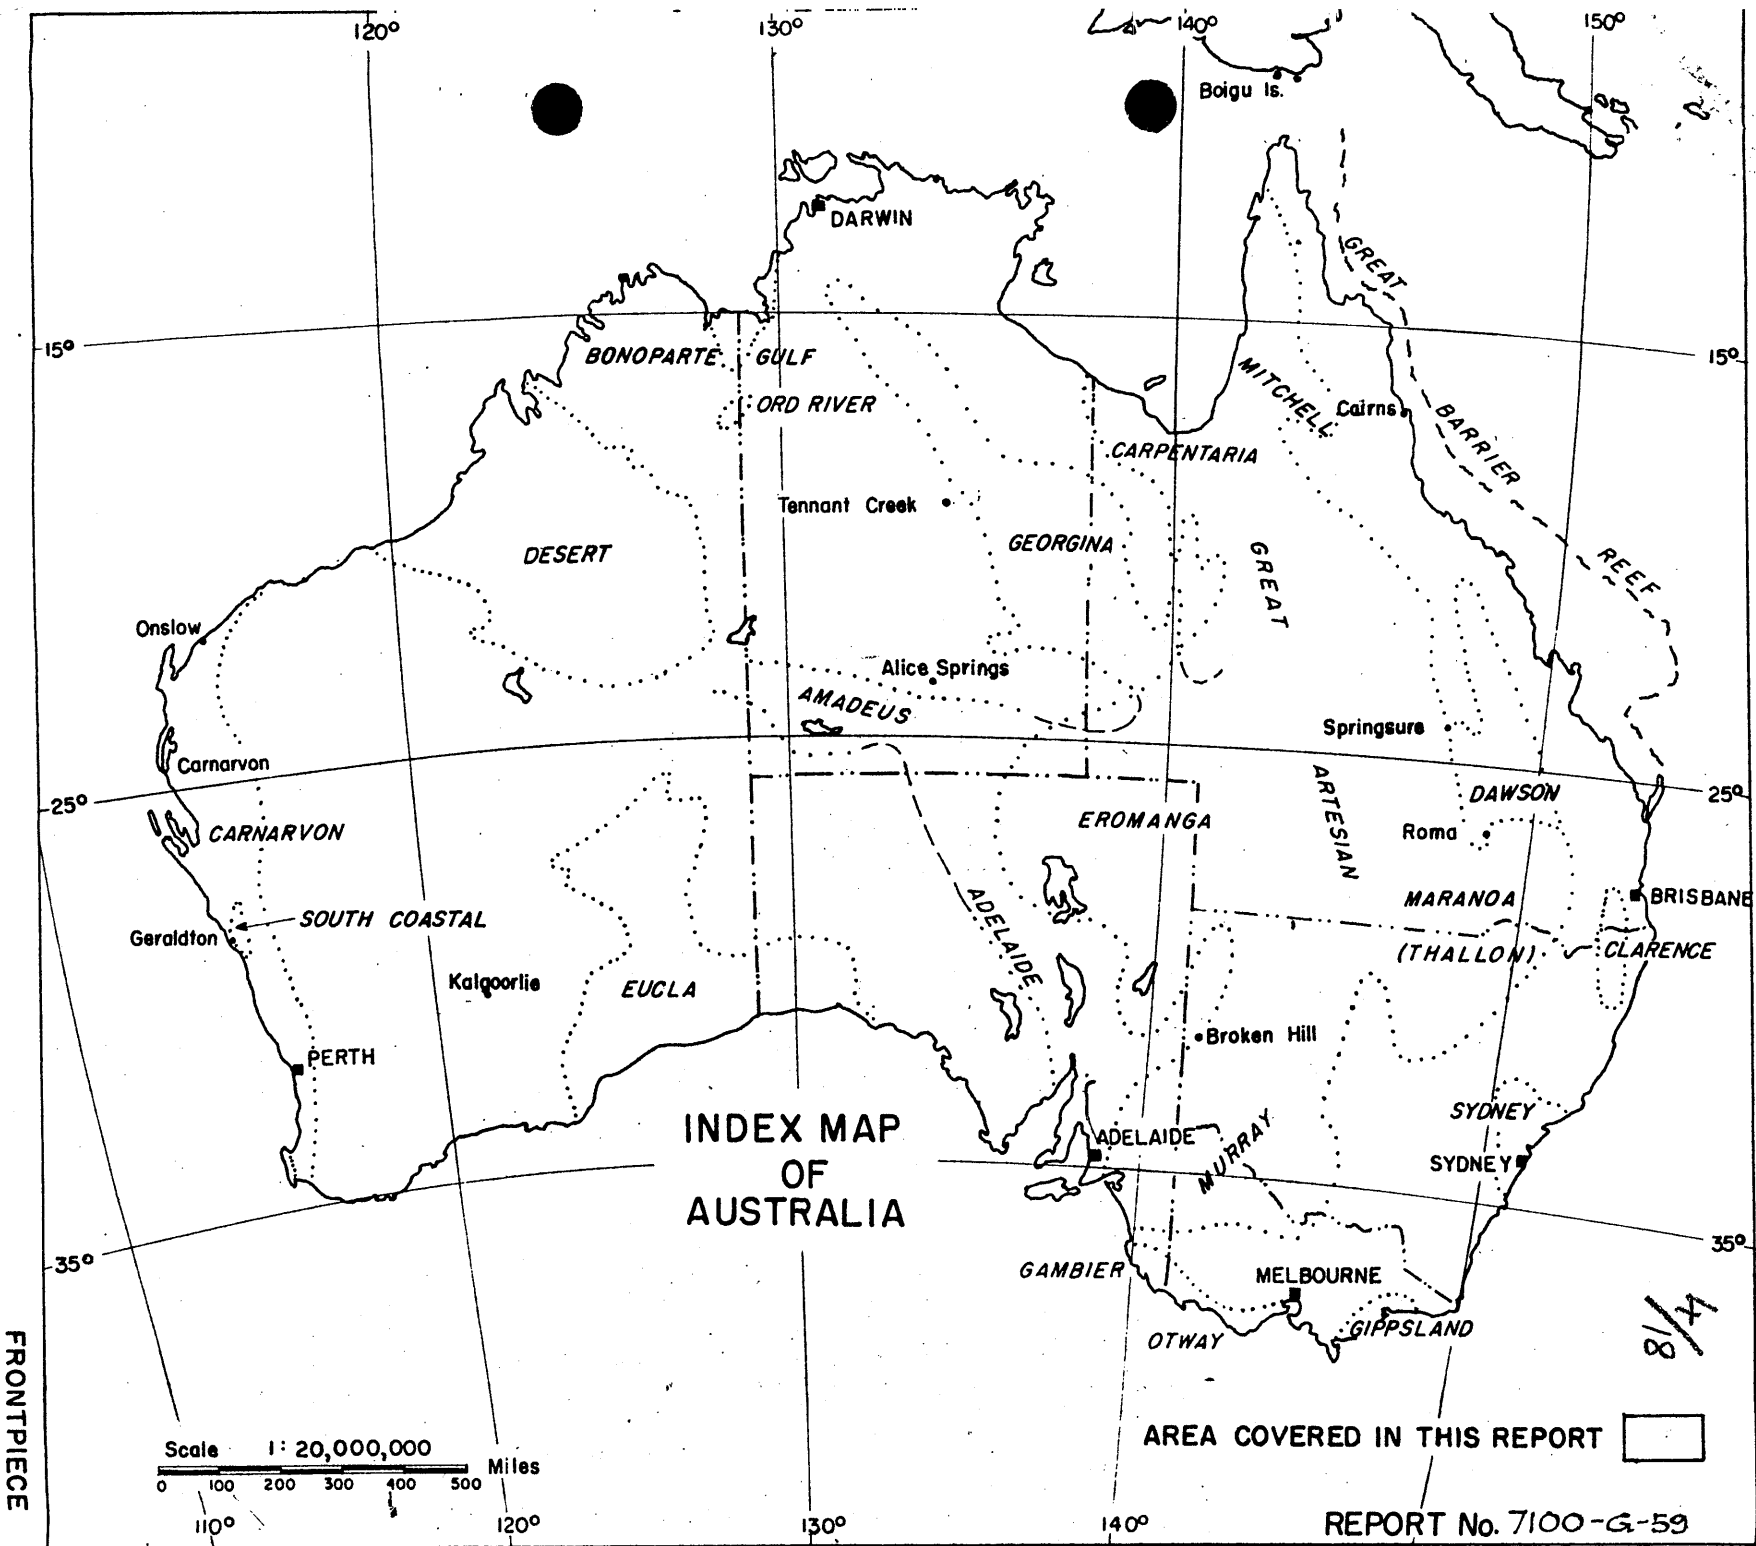 120° 130° 140° 150°
Boigu Is.
DARWIN
GREAT
15° BONOPARTE GULF 15°
MITCHELL
ORD RIVER
Cairns
BARRIER
CARPENTARIA
Tennant Creek
DESERT
GEORGINA
GREAT
REEF
Onslow
Alice Springs
AMADEUS
Springsure
Carnarvon
ARTESIAN
25° DAWSON 25°
CARNARVON
EROMANGA
Roma
ADELAIDE
MARANOA
BRISBANE
SOUTH COASTAL
Geraldton
(THALLON)
CLARENCE
Kalgoorlie
EUCLA
Broken Hill
PERTH
SYDNEY
INDEX MAP
OF
AUSTRALIA
ADELAIDE
MURRAY
SYDNEY
35° 35°
GAMBIER
MELBOURNE
OTWAY
GIPPSLAND
FRONTPIECE
AREA COVERED IN THIS REPORT
Scale 1: 20,000,000
Miles
0 100 200 300 400 500
110° 120° 130° 140°
REPORT No. 7100-G-59